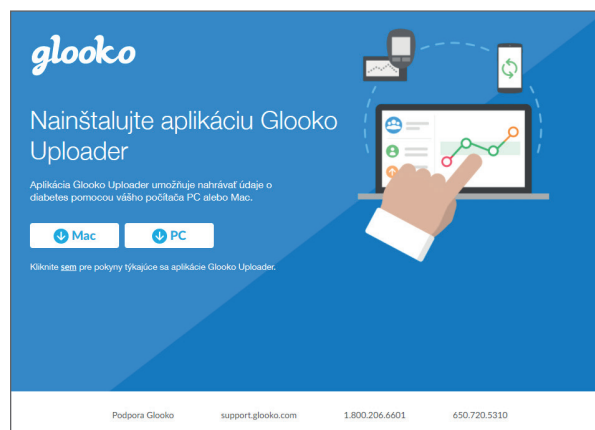 glooko
Nainštalujte aplikáciu Glooko
Uploader
Aplikácia Glooko Uploader umožňuje nahrávať údaje o
diabetes pomocou vášho počítača PC alebo Mac.
Mac PC
Kliknite sem pre pokyny týkajúce sa aplikácie Glooko Uploader.
Podpora Glooko support.glooko.com 1.800.206.6601 650.720.5310